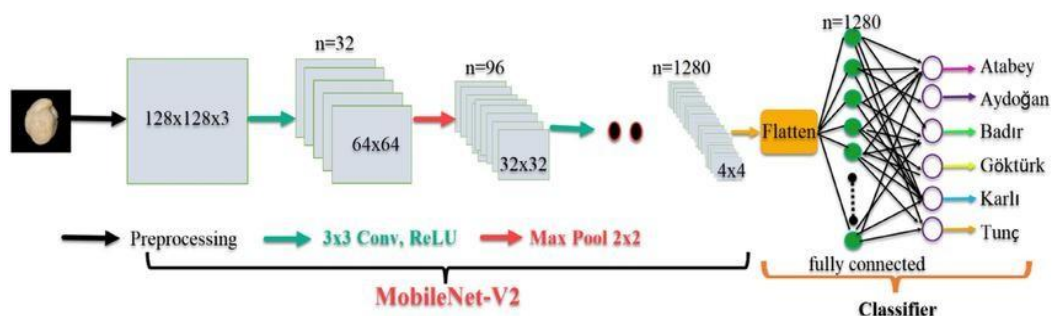 n=1280
n=32
n=96
n=1280
128x128x3
64x64
32x32
4x4
Flatten
Atabey
Aydoğan
Badır
Göktürk
Karlı
Tunç
Preprocessing
3x3 Conv, ReLU
Max Pool 2x2
fully connected
MobileNet-V2
Classifier